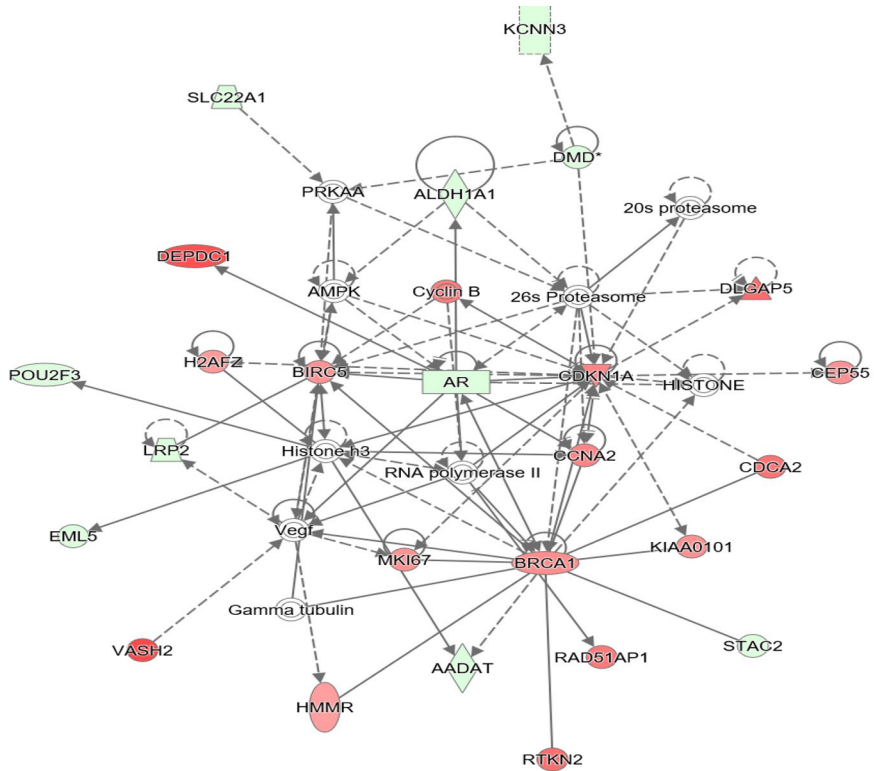 KCNN3
SLC22A1
DMD*
PRKAA
ALDH1A1
20s proteasome
DEPDC1
AMPK
Cyclin B
26s Proteasome
DLGAP5
H2AFZ
BIRC5
POU2F3
AR
CDKN1A
HISTONE
CEP55
LRP2
Histone h3
RNA polymerase II
CCNA2
CDCA2
EML5
Vegf
MKI67
BRCA1
KIAA0101
Gamma tubulin
VASH2
AADAT
RAD51AP1
STAC2
HMMR
RTKN2